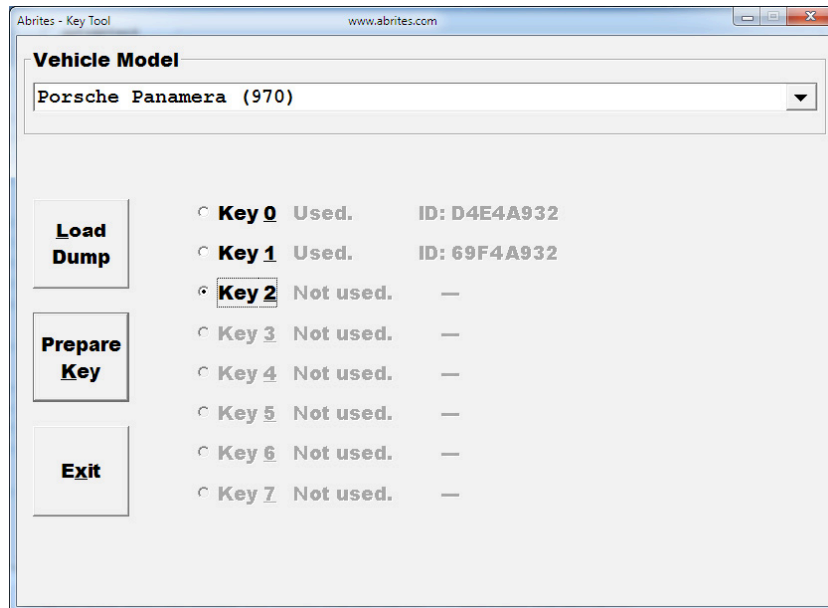 Abrites - Key Tool www.abrites.com
Vehicle Model
Porsche Panamera (970)
Load
Dump
Prepare
Key
Exit
Key 0 Used. ID: D4E4A932
Key 1 Used. ID: 69F4A932
Key 2 Not used. —
Key 3 Not used. —
Key 4 Not used. —
Key 5 Not used. —
Key 6 Not used. —
Key 7 Not used. —